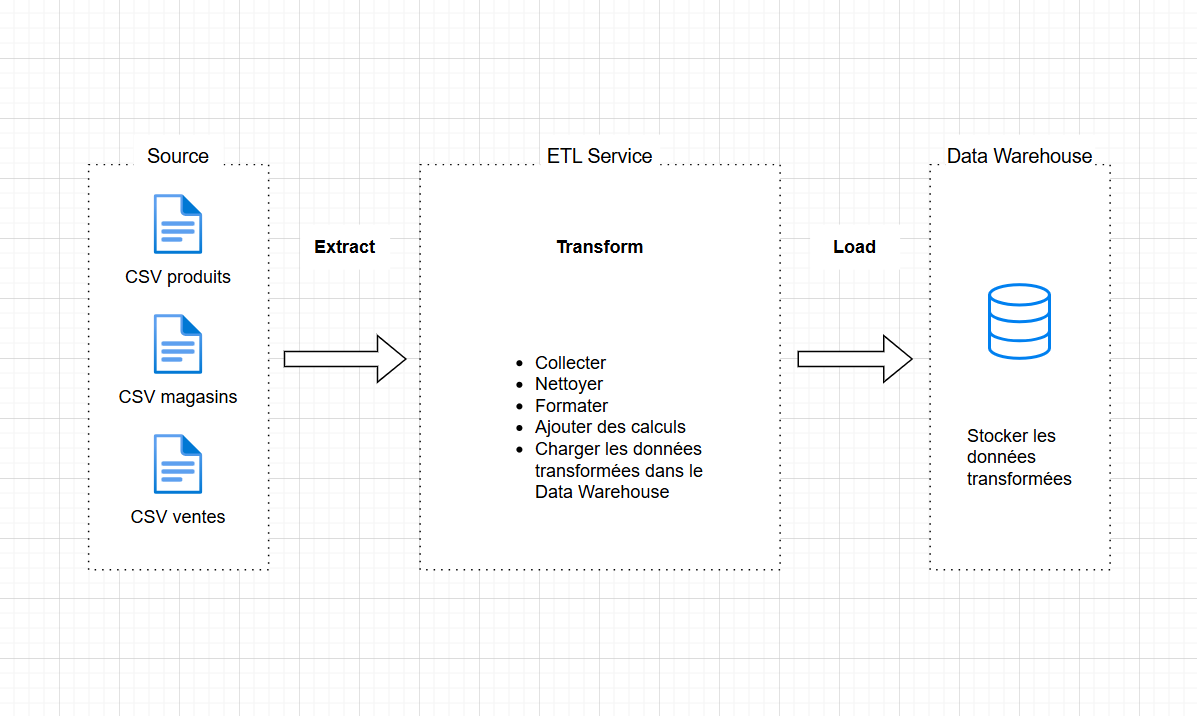 Source
CSV produits
CSV magasins
CSV ventes
Extract
ETL Service
Transform
• Collecter
• Nettoyer
• Formater
• Ajouter des calculs
• Charger les données
transformées dans le
Data Warehouse
Load
Data Warehouse
Stocker les
données
transformées